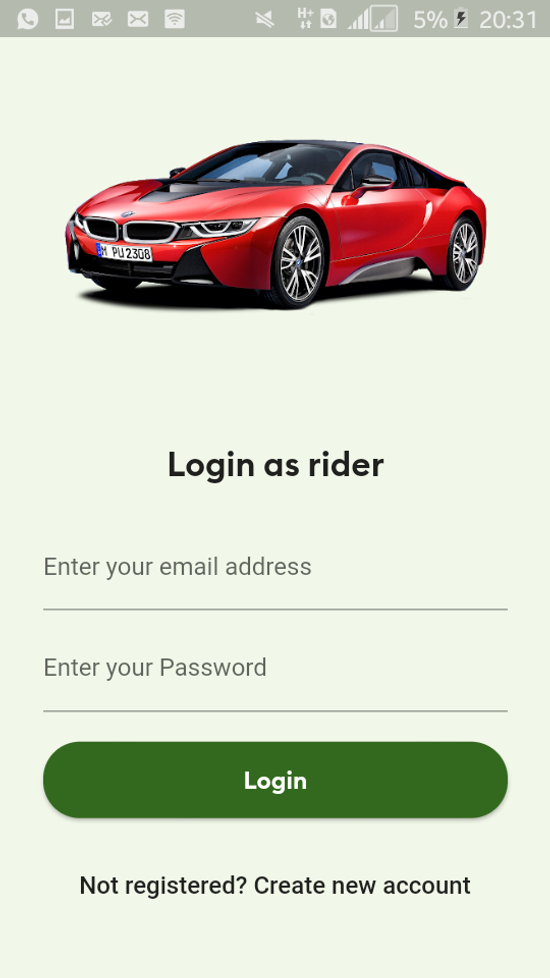 H+ 5% 20:31
M PU 2308
Login as rider
Enter your email address
Enter your Password
Login
Not registered? Create new account